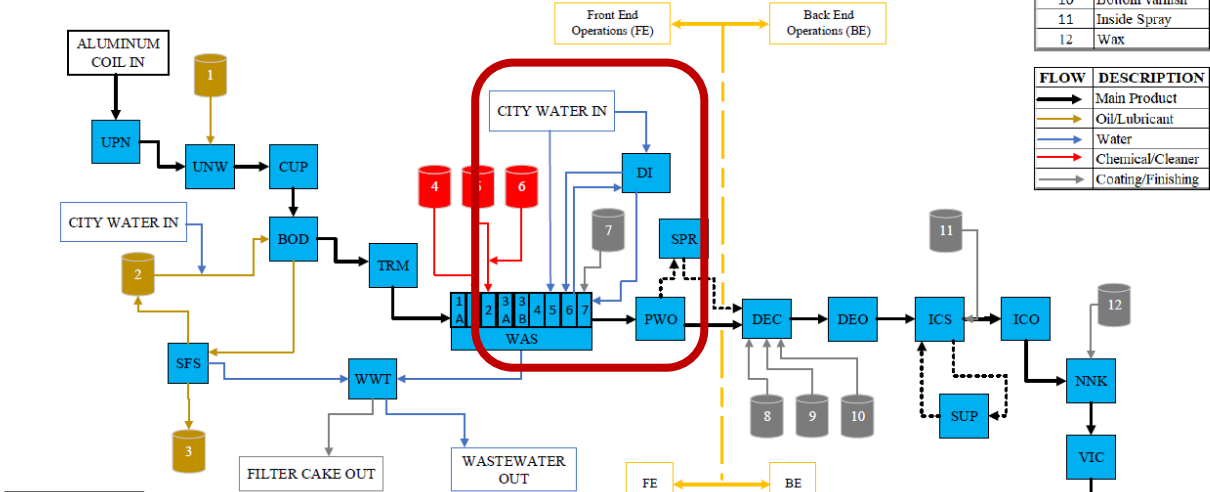 Front End
Operations (FE)
Back End
Operations (BE)
10 Bottom Varnish
11 Inside Spray
12 Wax
FLOW DESCRIPTION
Main Product
Oil/Lubricant
Water
Chemical/Cleaner
Coating/Finishing
ALUMINUM
COIL IN
1
UPN
UNW
CUP
CITY WATER IN
DI
4
5
6
7
CITY WATER IN
2
BOD
TRM
SPR
11
1
A
2
3
A
3
B
4
5
6
7
WAS
PWO
DEC
DEO
ICS
ICO
12
SFS
WWT
NNK
8
9
10
SUP
3
FILTER CAKE OUT
WASTEWATER
OUT
VIC
FE
BE